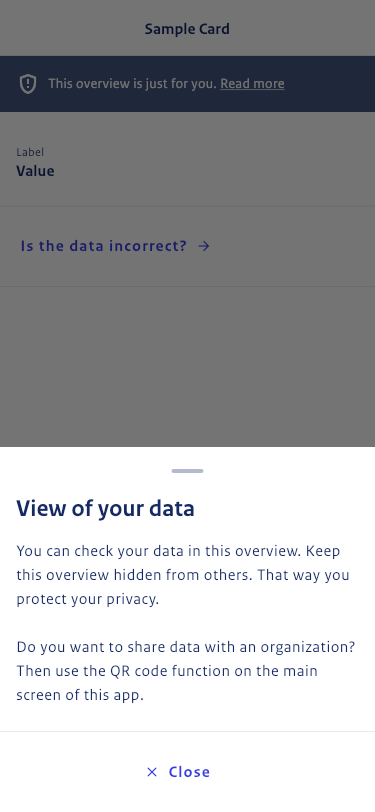 Sample Card
This overview is just for you. Read more
Label
Value
Is the data incorrect?
View of your data
You can check your data in this overview. Keep
this overview hidden from others. That way you
protect your privacy.
Do you want to share data with an organization?
Then use the QR code function on the main
screen of this app.
Close